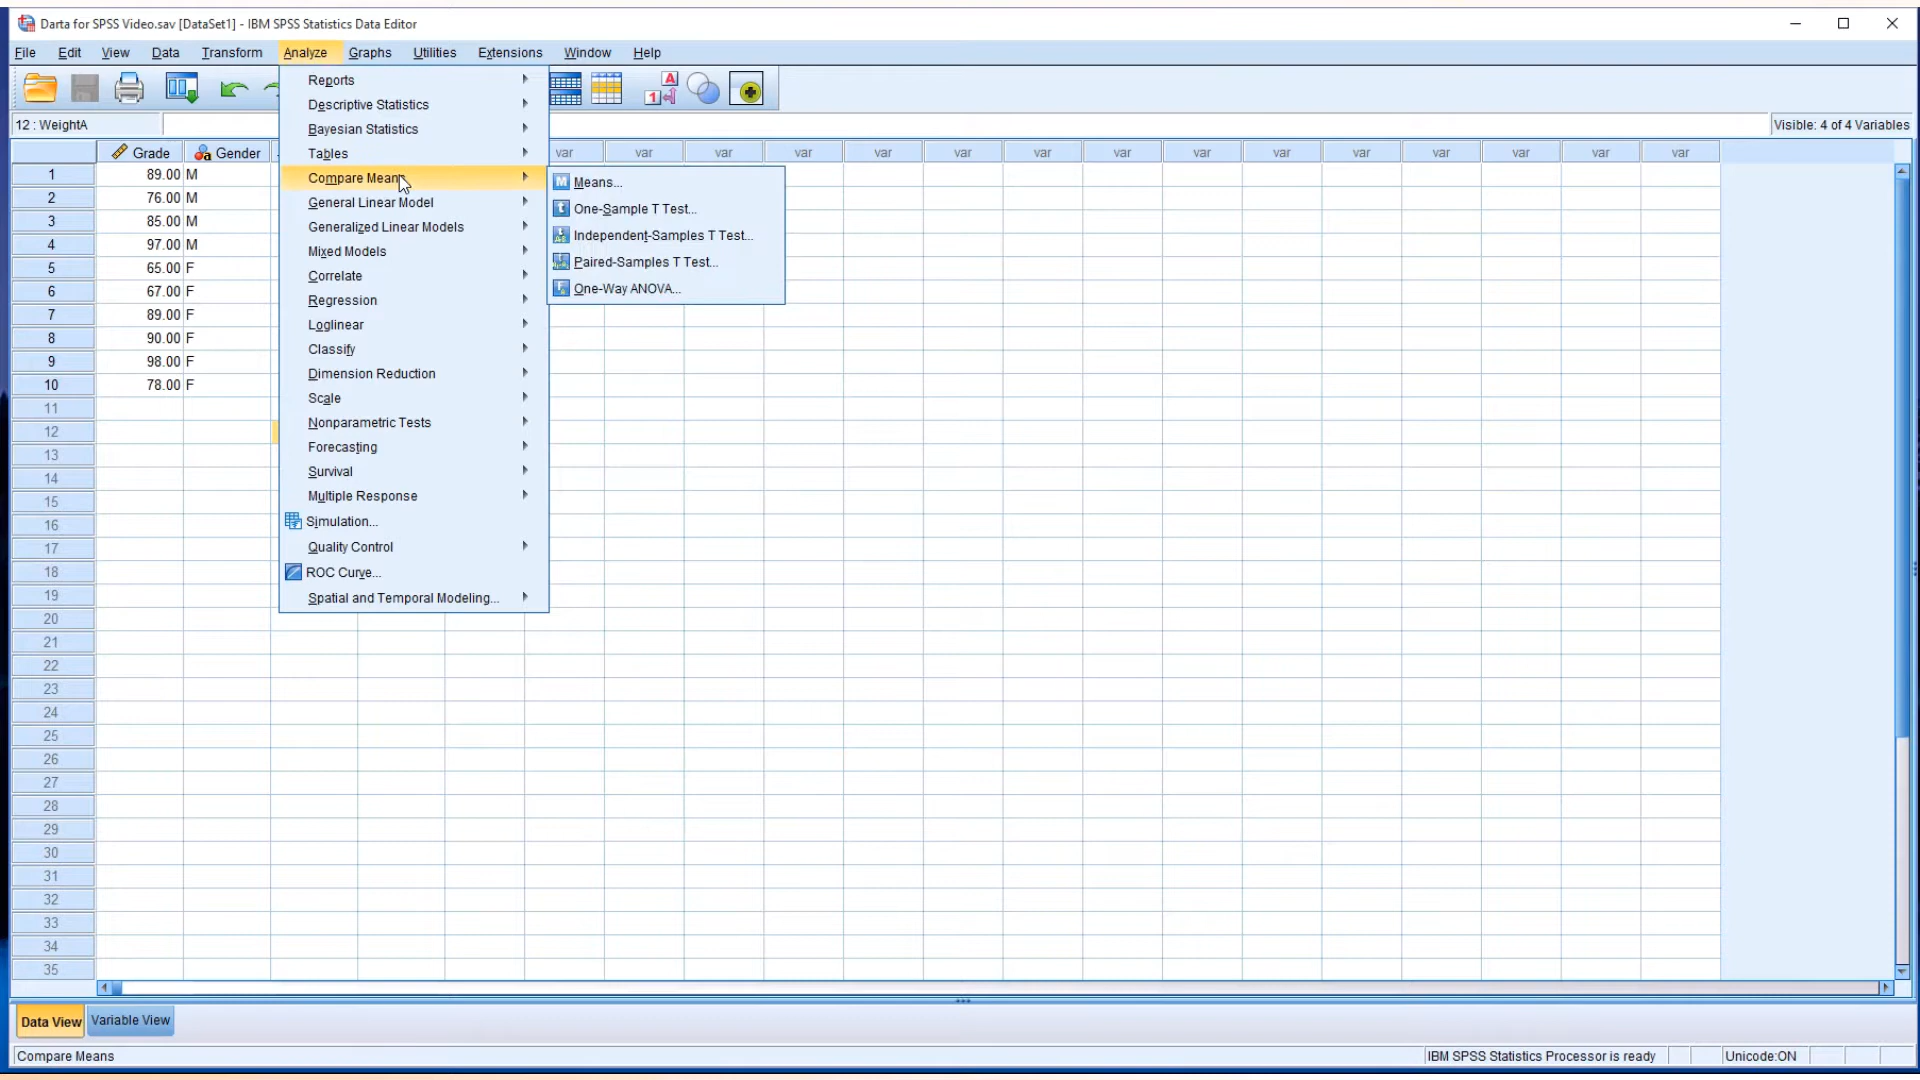 Darta for SPSS Video.sav [DataSet1] - IBM SPSS Statistics Data Editor
File Edit View Data Transform Analyze Graphs Utilities Extensions Window Help
12 : WeightA
Visible: 4 of 4 Variables
Grade Gender var var var var var var var var var var var var var var var
1 89.00 M
2 76.00 M
3 85.00 M
4 97.00 M
5 65.00 F
6 67.00 F
7 89.00 F
8 90.00 F
9 98.00 F
10 78.00 F
11
12
13
14
15
16
17
18
19
20
21
22
23
24
25
26
27
28
29
30
31
32
33
34
35
Reports
Descriptive Statistics
Bayesian Statistics
Tables
Compare Means
General Linear Model
Generalized Linear Models
Mixed Models
Correlate
Regression
Loglinear
Classify
Dimension Reduction
Scale
Nonparametric Tests
Forecasting
Survival
Multiple Response
Simulation...
Quality Control
ROC Curve...
Spatial and Temporal Modeling...
Means...
One-Sample T Test...
Independent-Samples T Test...
Paired-Samples T Test...
One-Way ANOVA...
Data View Variable View
Compare Means
IBM SPSS Statistics Processor is ready
Unicode:ON